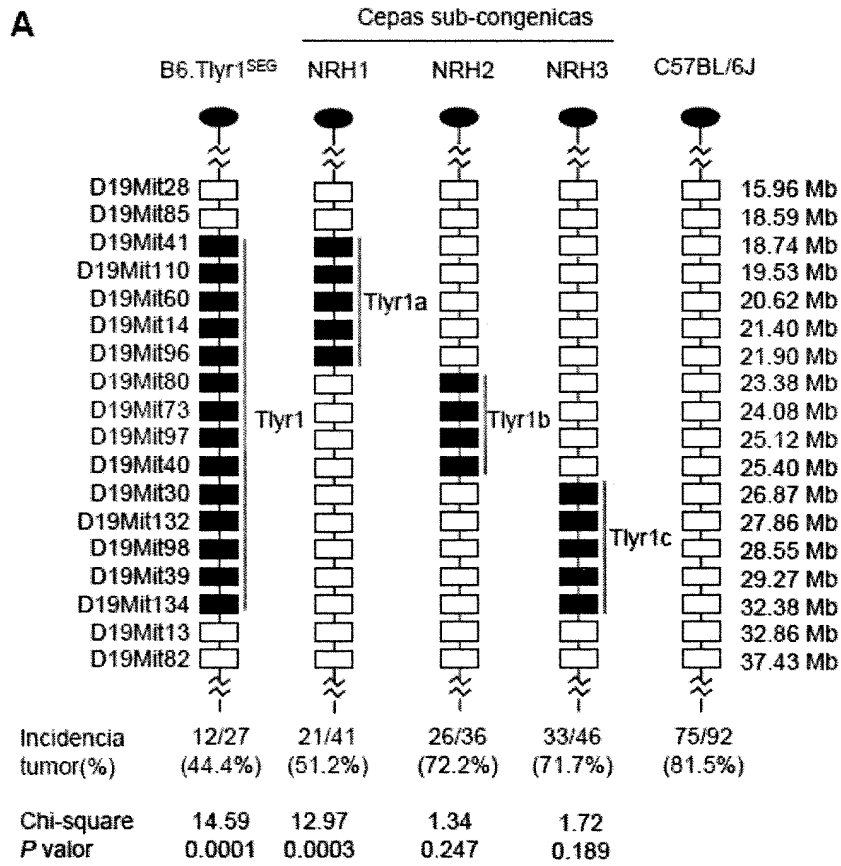 A
Cepas sub-congenicas
B6.Tlyr1SEG NRH1 NRH2 NRH3 C57BL/6J
D19Mit28 15.96 Mb
D19Mit85 18.59 Mb
D19Mit41 18.74 Mb
D19Mit110 19.53 Mb
D19Mit60 20.62 Mb
Tlyr1a
D19Mit14 21.40 Mb
D19Mit96 21.90 Mb
D19Mit80 23.38 Mb
D19Mit73 24.08 Mb
Tlyr1 Tlyr1b
D19Mit97 25.12 Mb
D19Mit40 25.40 Mb
D19Mit30 26.87 Mb
D19Mit132 27.86 Mb
D19Mit98 28.55 Mb
Tlyr1c
D19Mit39 29.27 Mb
D19Mit134 32.38 Mb
D19Mit13 32.86 Mb
D19Mit82 37.43 Mb
Incidencia 12/27 21/41 26/36 33/46 75/92
tumor(%) (44.4%) (51.2%) (72.2%) (71.7%) (81.5%)
Chi-square 14.59 12.97 1.34 1.72
P valor 0.0001 0.0003 0.247 0.189